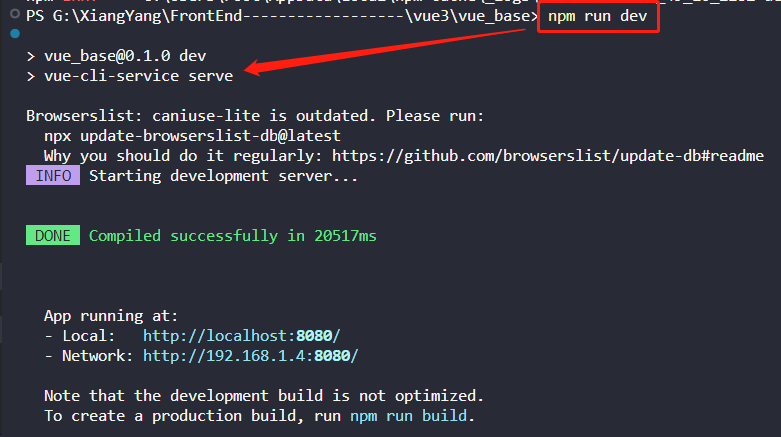 PS G:\XiangYang\FrontEnd-----------------\vue3\vue_base> npm run dev
> vue_base@0.1.0 dev
> vue-cli-service serve
Browserslist: caniuse-lite is outdated. Please run:
npx update-browserslist-db@latest
Why you should do it regularly: https://github.com/browserslist/update-db#readme
INFO Starting development server...
DONE Compiled successfully in 20517ms
App running at:
- Local: http://localhost:8080/
- Network: http://192.168.1.4:8080/
Note that the development build is not optimized.
To create a production build, run npm run build.